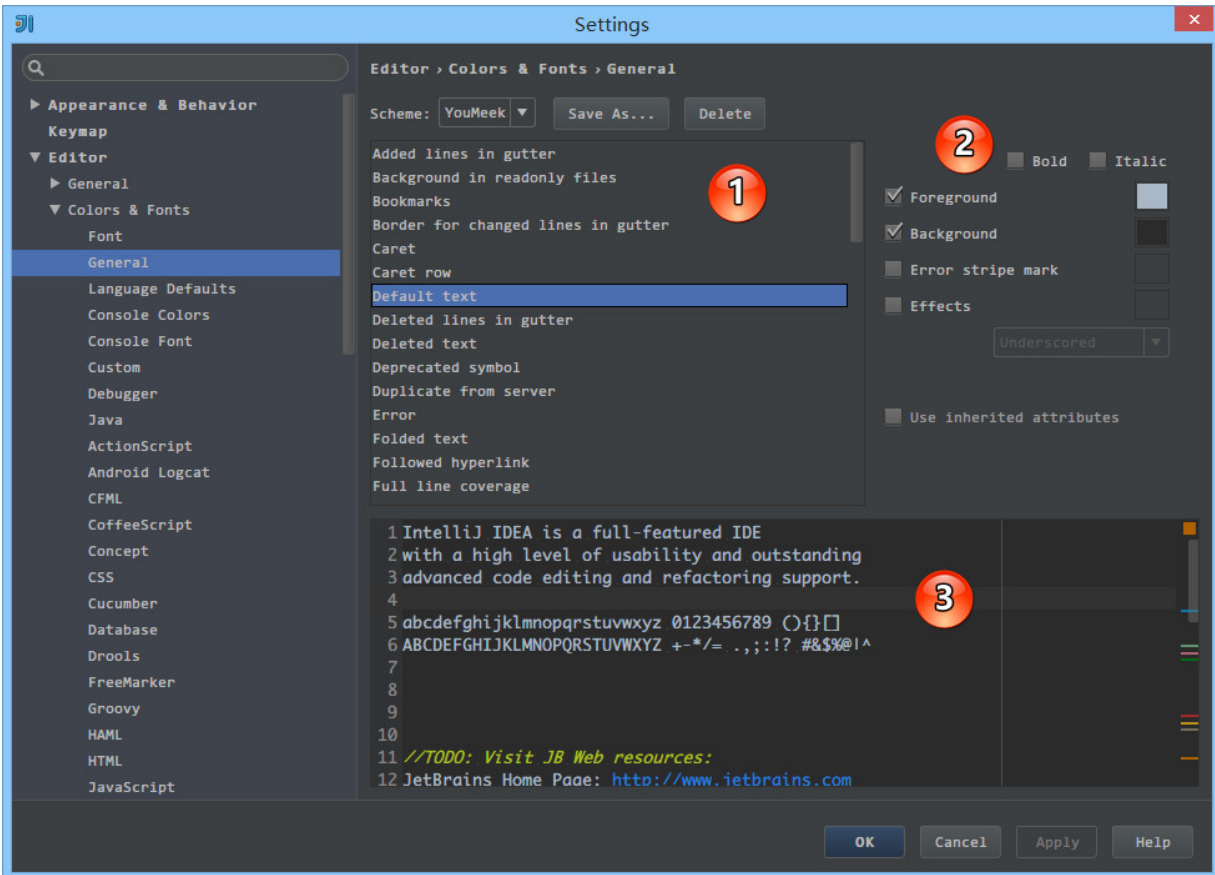 Settings
Appearance & Behavior
Keymap
Editor
General
Colors & Fonts
Font
General
Language Defaults
Console Colors
Console Font
Custom
Debugger
Java
ActionScript
Android Logcat
CFML
CoffeeScript
Concept
CSS
Cucumber
Database
Drools
FreeMarker
Groovy
HAML
HTML
JavaScript
Editor › Colors & Fonts › General
Scheme: YouMeek Save As... Delete
Added lines in gutter
Background in readonly files
Bookmarks
Border for changed lines in gutter
Caret
Caret row
Default text
Deleted lines in gutter
Deleted text
Deprecated symbol
Duplicate from server
Error
Folded text
Followed hyperlink
Full line coverage
1
2
Bold Italic
Foreground
Background
Error stripe mark
Effects
Underscored
Use inherited attributes
1 IntelliJ IDEA is a full-featured IDE
2 with a high level of usability and outstanding
3 advanced code editing and refactoring support.
4
5 abcdefghijklmnopqrstuvwxyz 0123456789 (){}[]
6 ABCDEFGHIJKLMNOPQRSTUVWXYZ +-*/= .,;:!? #&$%@|^
7
8
9
10
11 //TODO: Visit JB Web resources:
12 JetBrains Home Page: http://www.jetbrains.com
3
OK Cancel Apply Help